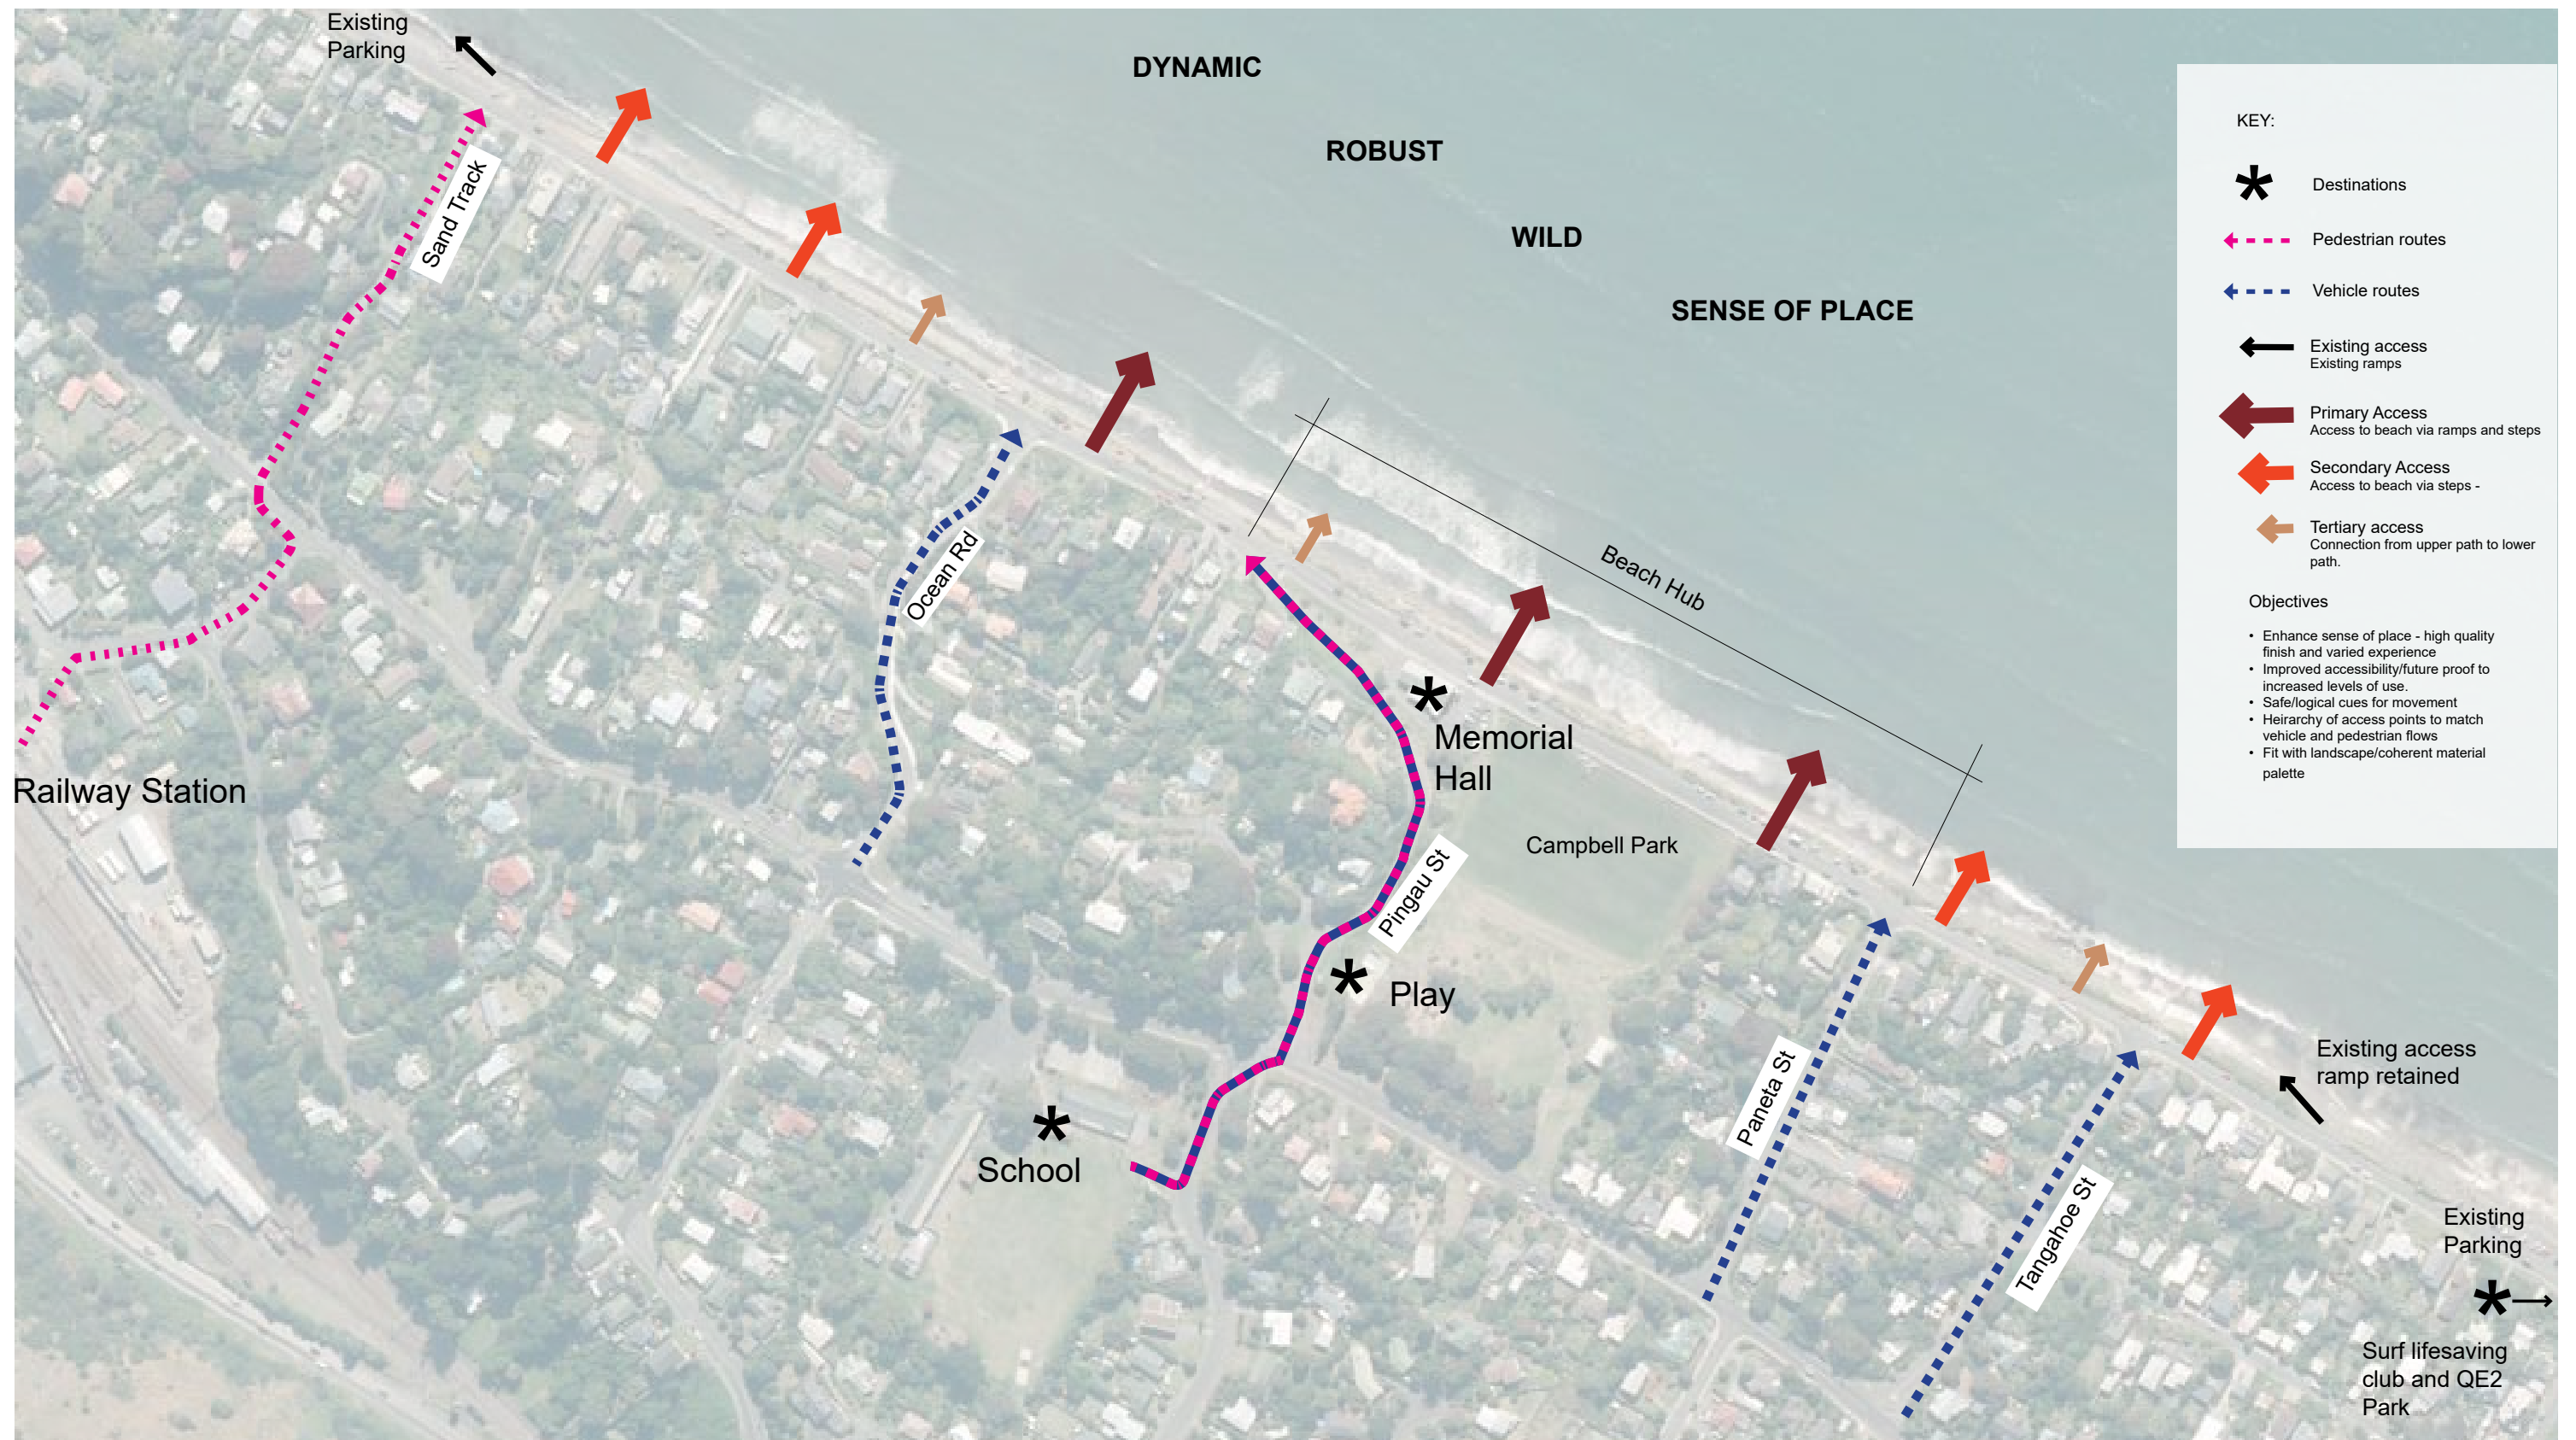 Existing
Parking
DYNAMIC
ROBUST
WILD
SENSE OF PLACE
Sand Track
Ocean Rd
Beach Hub
Railway Station
Memorial
Hall
Campbell Park
Pingau St
Play
School
Paneta St
Tangahoe St
Existing access
ramp retained
Existing
Parking
Surf lifesaving
club and QE2
Park
KEY:
Destinations
Pedestrian routes
Vehicle routes
Existing access
Existing ramps
Primary Access
Access to beach via ramps and steps
Secondary Access
Access to beach via steps -
Tertiary access
Connection from upper path to lower
path.
Objectives
• Enhance sense of place - high quality
finish and varied experience
• Improved accessibility/future proof to
increased levels of use.
• Safe/logical cues for movement
• Heirarchy of access points to match
vehicle and pedestrian flows
• Fit with landscape/coherent material
palette